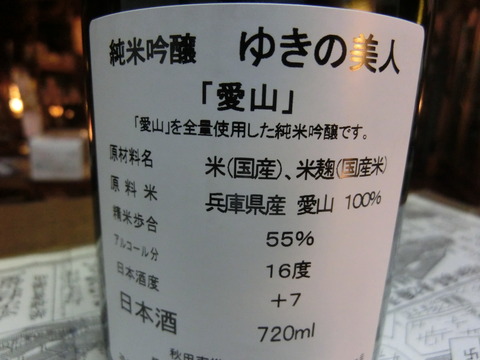 純米吟醸 ゆきの美人
「愛山」
「愛山」を全量使用した純米吟醸です。
原材料名 米(国産)、米麹(国産米)
原料米 兵庫県産 愛山 100%
精米歩合 55%
アルコール分 16度
日本酒度 +7
日本酒 720ml